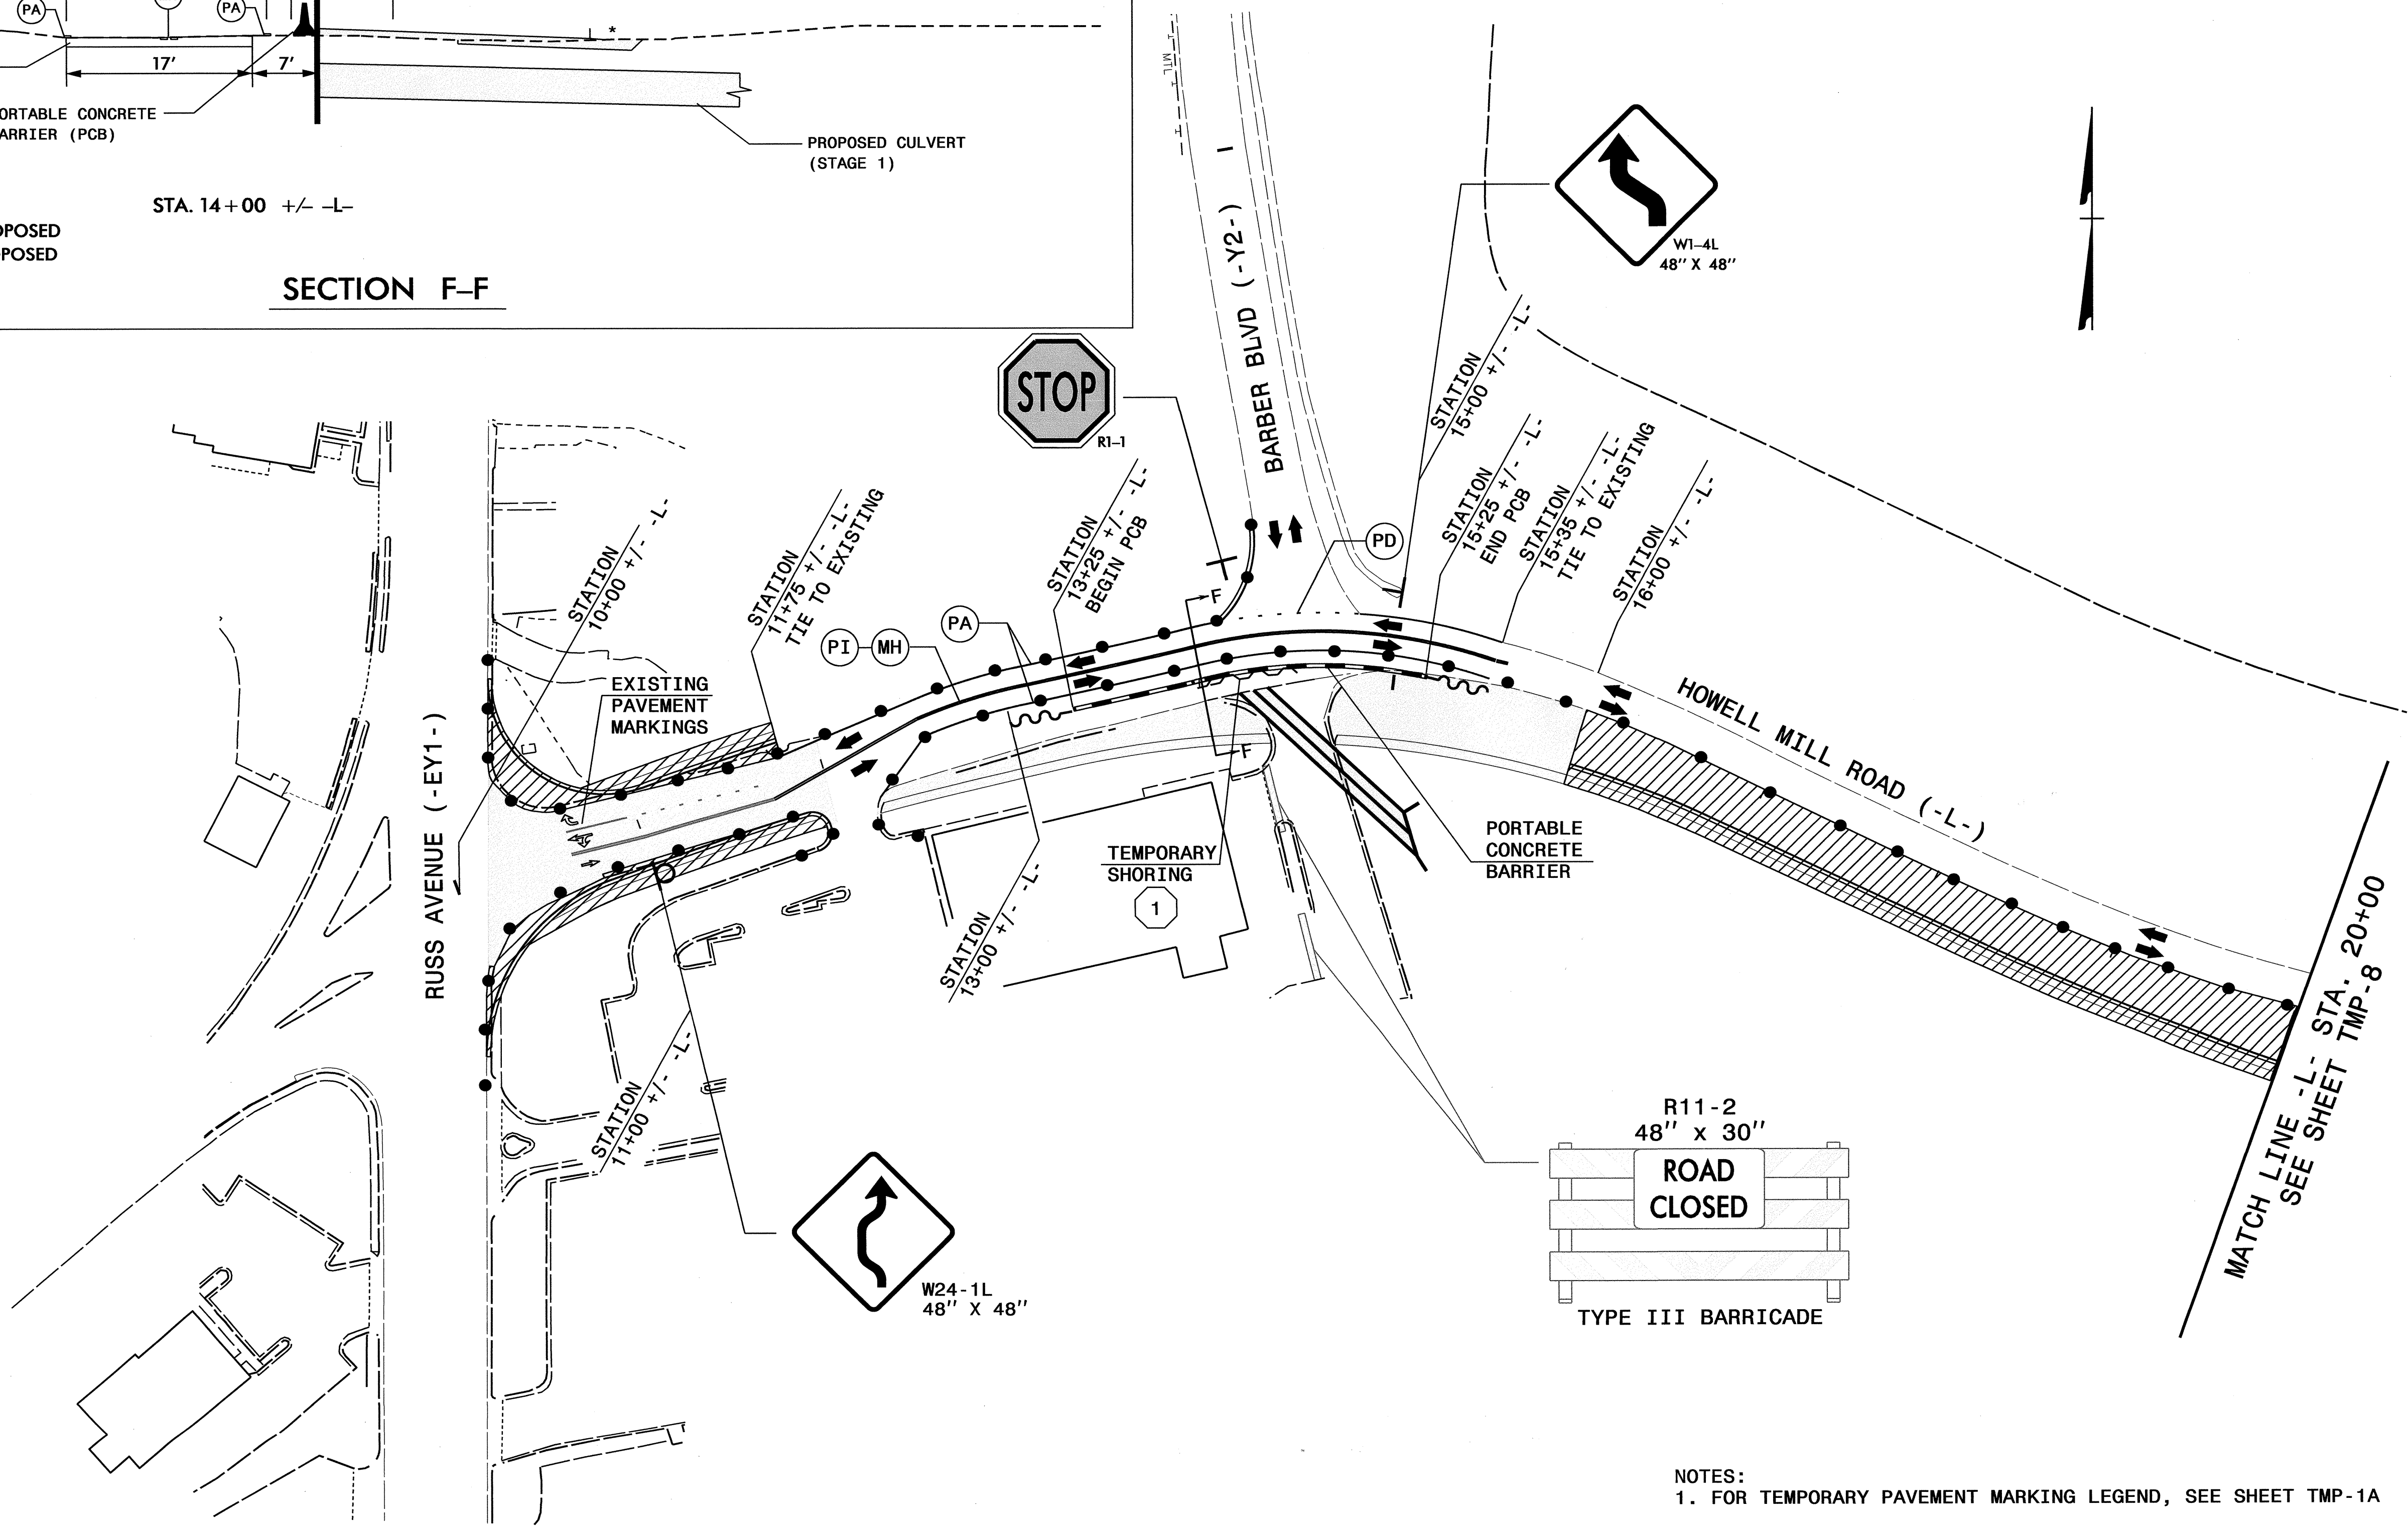 PA
PA
17'
7'
*
ORTABLE CONCRETE
ARRIER (PCB)
PROPOSED CULVERT
(STAGE 1)
STA. 14+00 +/- -L-
OPOSED
POSED
SECTION F-F
MTL
W1-4L
48" X 48"
STOP
R1-1
BARBER BLVD (-Y2-)
STATION
15+00 +/- -L-
STATION
15+25 +/- -L-
END PCB
STATION
15+35 +/- -L-
TIE TO EXISTING
STATION
16+00 +/- -L-
STATION
10+00 +/- -L-
STATION
11+75 +/- -L-
TIE TO EXISTING
STATION
13+25 +/- -L-
BEGIN PCB
PD
F
PA
PI
MH
EXISTING
PAVEMENT
MARKINGS
HOWELL MILL ROAD (-L-)
RUSS AVENUE (-EY1-)
F
TEMPORARY
SHORING
1
PORTABLE
CONCRETE
BARRIER
STATION
13+00 +/- -L-
STATION
11+00 +/- -L-
MATCH LINE -L- STA. 20+00
SEE SHEET TMP-8
W24-1L
48" X 48"
R11-2
48" x 30"
ROAD
CLOSED
TYPE III BARRICADE
NOTES:
1. FOR TEMPORARY PAVEMENT MARKING LEGEND, SEE SHEET TMP-1A